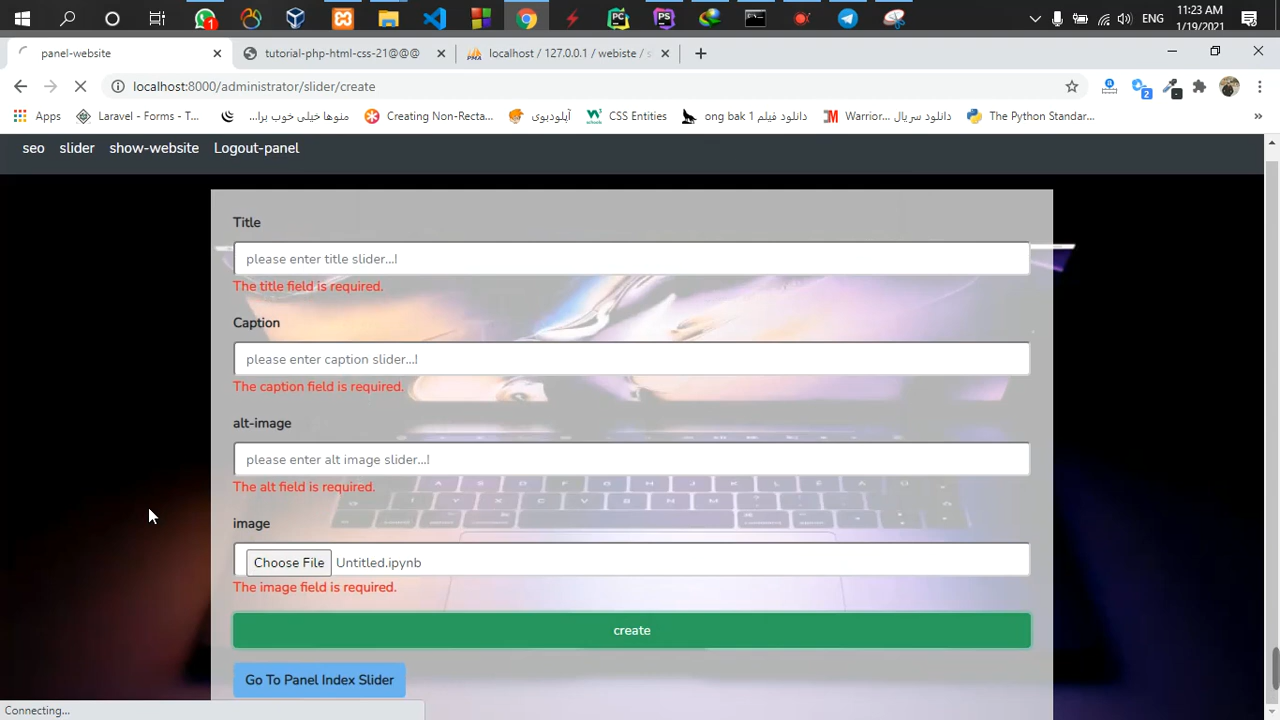 1
PC
PS
ENG
11:23 AM
1/19/2021
panel-website
tutorial-php-html-css-21@@@
localhost / 127.0.0.1 / webiste / s
localhost:8000/administrator/slider/create
2
Apps
Laravel - Forms - T...
منوها خیلی خوب برا...
Creating Non-Recta...
آپلودبوی
CSS Entities
دانلود فیلم ong bak 1
دانلود سریال Warrior...
The Python Standar...
seo slider show-website Logout-panel
Title
please enter title slider...!
The title field is required.
Caption
please enter caption slider...!
The caption field is required.
alt-image
please enter alt image slider...!
The alt field is required.
image
Choose File Untitled.ipynb
The image field is required.
create
Go To Panel Index Slider
Connecting...